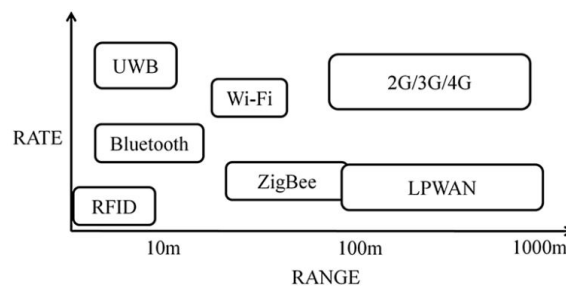 UWB
2G/3G/4G
Wi-Fi
RATE
Bluetooth
ZigBee
LPWAN
RFID
10m
100m
1000m
RANGE